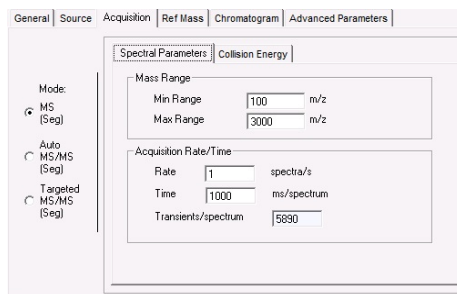 General Source Acquisition Ref Mass Chromatogram Advanced Parameters
Spectral Parameters Collision Energy
Mode:
MS
(Seg)
Auto
MS/MS
(Seg)
Targeted
MS/MS
(Seg)
Mass Range
Min Range 100 m/z
Max Range 3000 m/z
Acquisition Rate/Time
Rate 1 spectra/s
Time 1000 ms/spectrum
Transients/spectrum 5890